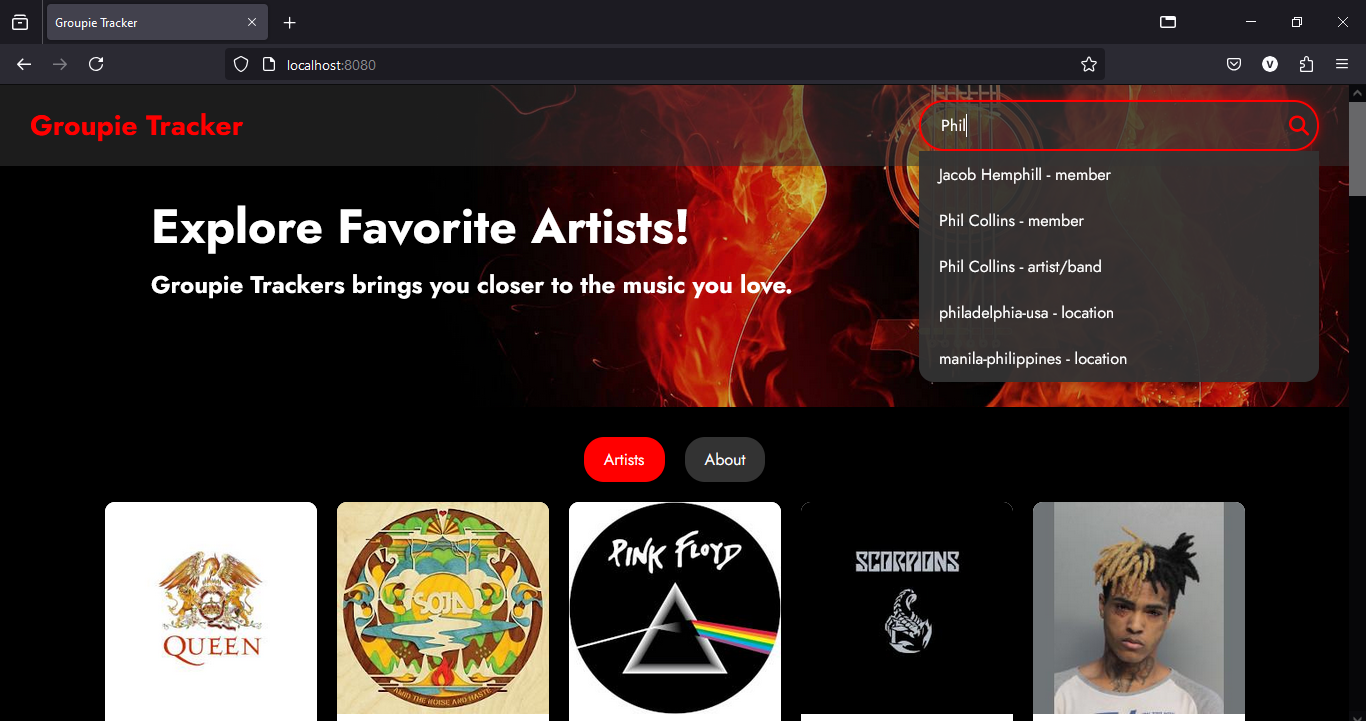 Groupie Tracker
localhost:8080
Groupie Tracker
Phil
Jacob Hemphill - member
Phil Collins - member
Phil Collins - artist/band
philadelphia-usa - location
manila-philippines - location
Explore Favorite Artists!
Groupie Trackers brings you closer to the music you love.
Artists
About
QUEEN
SOJA
AMID THE NOISE AND HASTE
PINK FLOYD
SCORPIONS
V